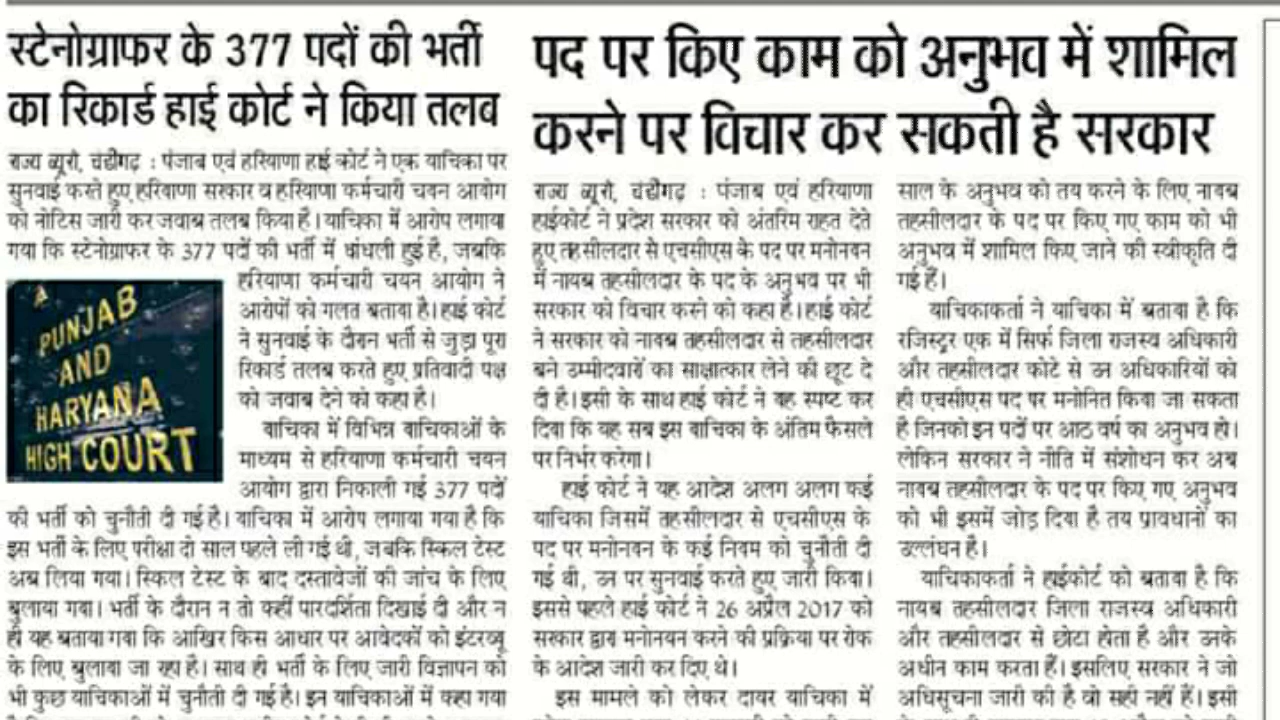 स्टेनोग्राफर के 377 पदों की भर्ती
का रिकार्ड हाई कोर्ट ने किया तलब
राज्य ब्यूरो, चंडीगढ़ : पंजाब एवं हरियाणा हाई कोर्ट ने एक याचिका पर
सुनवाई करते हुए हरियाणा सरकार व हरियाणा कर्मचारी चयन आयोग
को नोटिस जारी कर जवाब तलब किया है। याचिका में आरोप लगाया
गया कि स्टेनोग्राफर के 377 पदों की भर्ती में धांधली हुई है, जबकि
हरियाणा कर्मचारी चयन आयोग ने
आरोपों को गलत बताया है। हाई कोर्ट
ने सुनवाई के दौरान भर्ती से जुड़ा पूरा
रिकार्ड तलब करते हुए प्रतिवादी पक्ष
को जवाब देने को कहा है।
याचिका में विभिन्न याचिकाओं के
माध्यम से हरियाणा कर्मचारी चयन
आयोग द्वारा निकाली गई 377 पदों
की भर्ती को चुनौती दी गई है। याचिका में आरोप लगाया गया है कि
इस भर्ती के लिए परीक्षा दो साल पहले ली गई थी, जबकि स्किल टेस्ट
अब लिया गया। स्किल टेस्ट के बाद दस्तावेजों की जांच के लिए
बुलाया गया। भर्ती के दौरान न तो कहीं पारदर्शिता दिखाई दी और न
ही यह बताया गया कि आखिर किस आधार पर आवेदकों को इंटरव्यू
के लिए बुलाया जा रहा है। साथ ही भर्ती के लिए जारी विज्ञापन को
भी कुछ याचिकाओं में चुनौती दी गई है। इन याचिकाओं में कहा गया
A
PUNJAB
AND
HARYANA
HIGH COURT
पद पर किए काम को अनुभव में शामिल
करने पर विचार कर सकती है सरकार
राज्य ब्यूरो, चंडीगढ़ : पंजाब एवं हरियाणा
हाईकोर्ट ने प्रदेश सरकार को अंतरिम राहत देते
हुए तहसीलदार से एचसीएस के पद पर मनोनयन
में नायब तहसीलदार के पद के अनुभव पर भी
सरकार को विचार करने को कहा है। हाई कोर्ट
ने सरकार को नायब तहसीलदार से तहसीलदार
बने उम्मीदवारों का साक्षात्कार लेने की छूट दे
दी है। इसी के साथ हाई कोर्ट ने यह स्पष्ट कर
दिया कि यह सब इस याचिका के अंतिम फैसले
पर निर्भर करेगा।
हाई कोर्ट ने यह आदेश अलग अलग कई
याचिका जिसमें तहसीलदार से एचसीएस के
पद पर मनोनयन के कई नियम को चुनौती दी
गई थी, उन पर सुनवाई करते हुए जारी किया।
इससे पहले हाई कोर्ट ने 26 अप्रैल 2017 को
सरकार द्वारा मनोनयन करने की प्रक्रिया पर रोक
के आदेश जारी कर दिए थे।
इस मामले को लेकर दायर याचिका में
साल के अनुभव को तय करने के लिए नायब
तहसीलदार के पद पर किए गए काम को भी
अनुभव में शामिल किए जाने की स्वीकृति दी
गई हैं।
याचिकाकर्ता ने याचिका में बताया है कि
रजिस्ट्र एक में सिर्फ जिला राजस्व अधिकारी
और तहसीलदार कोटे से उन अधिकारियों को
ही एचसीएस पद पर मनोनित किया जा सकता
है जिनको इन पदों पर आठ वर्ष का अनुभव हो।
लेकिन सरकार ने नीति में संशोधन कर अब
नायब तहसीलदार के पद पर किए गए अनुभव
को भी इसमें जोड़ दिया है तय प्रावधानों का
उल्लंघन है।
याचिकाकर्ता ने हाईकोर्ट को बताया है कि
नायब तहसीलदार जिला राजस्व अधिकारी
और तहसीलदार से छोटा होता है और उनके
अधीन काम करता हैं। इसलिए सरकार ने जो
अधिसूचना जारी की है वो सही नहीं हैं। इसी